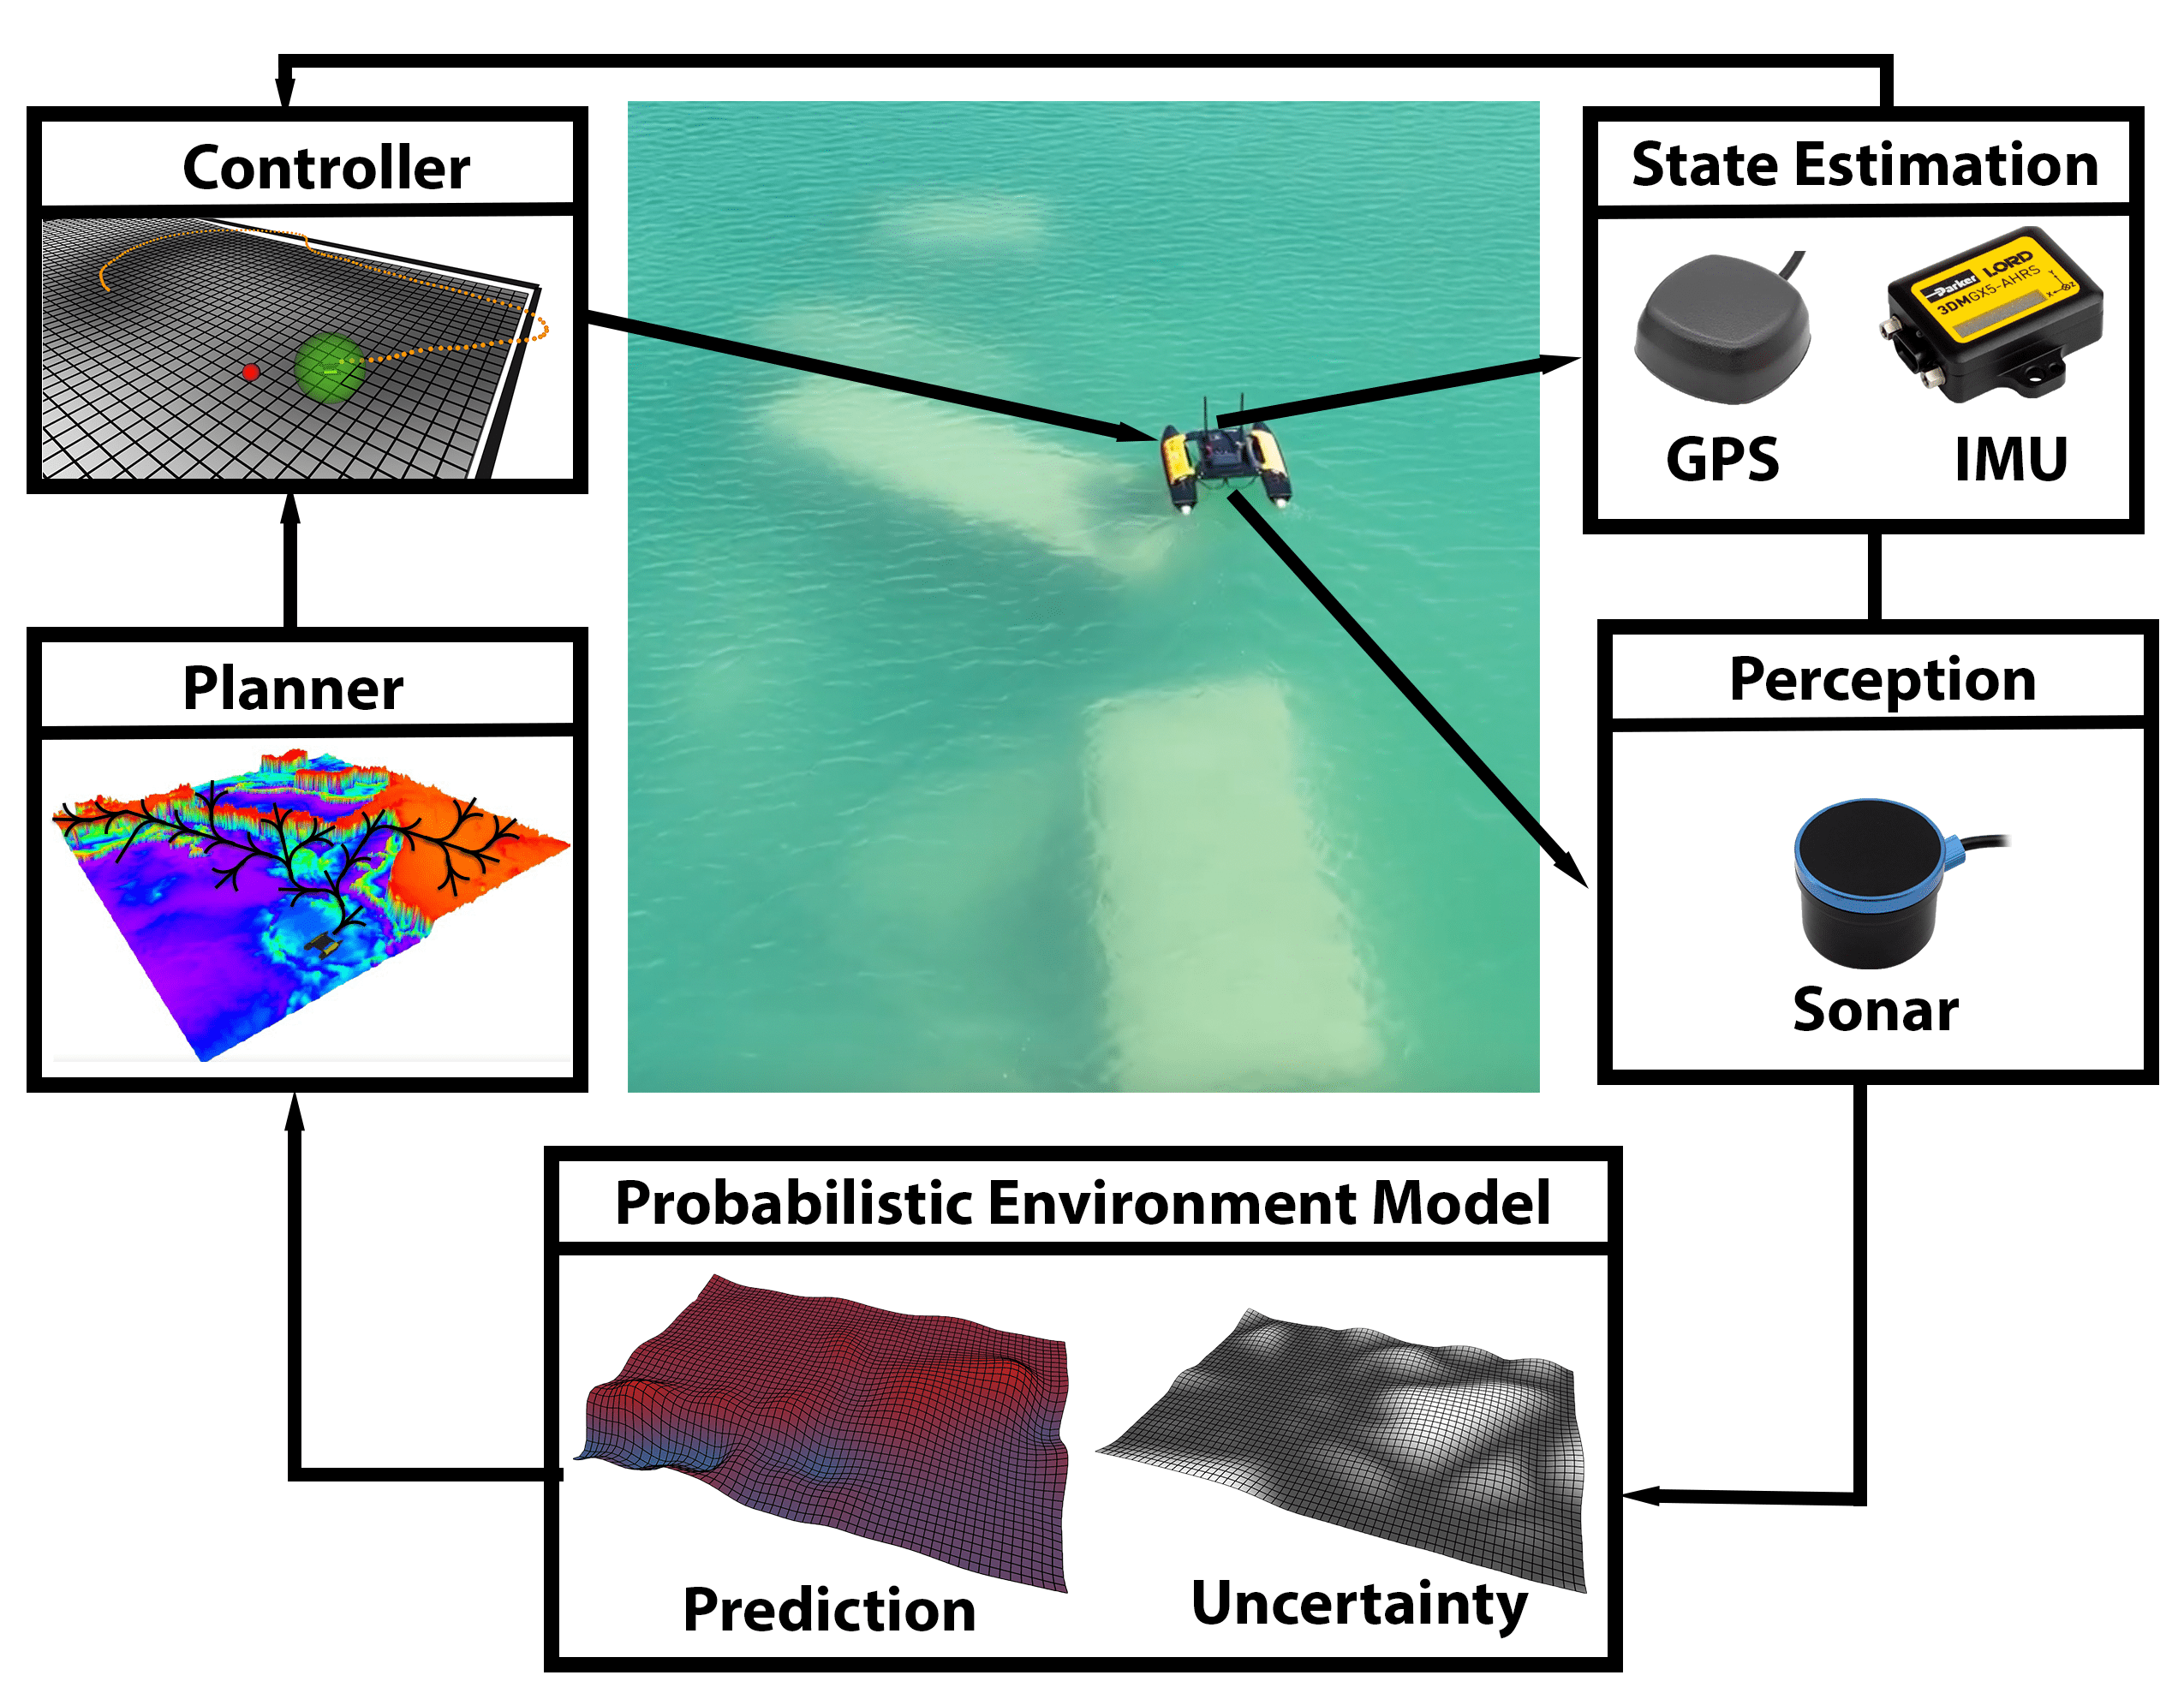 Controller
State Estimation
Parker LORD
3DMGX5-AHRS
GPS
IMU
Planner
Perception
Sonar
Probabilistic Environment Model
Prediction
Uncertainty